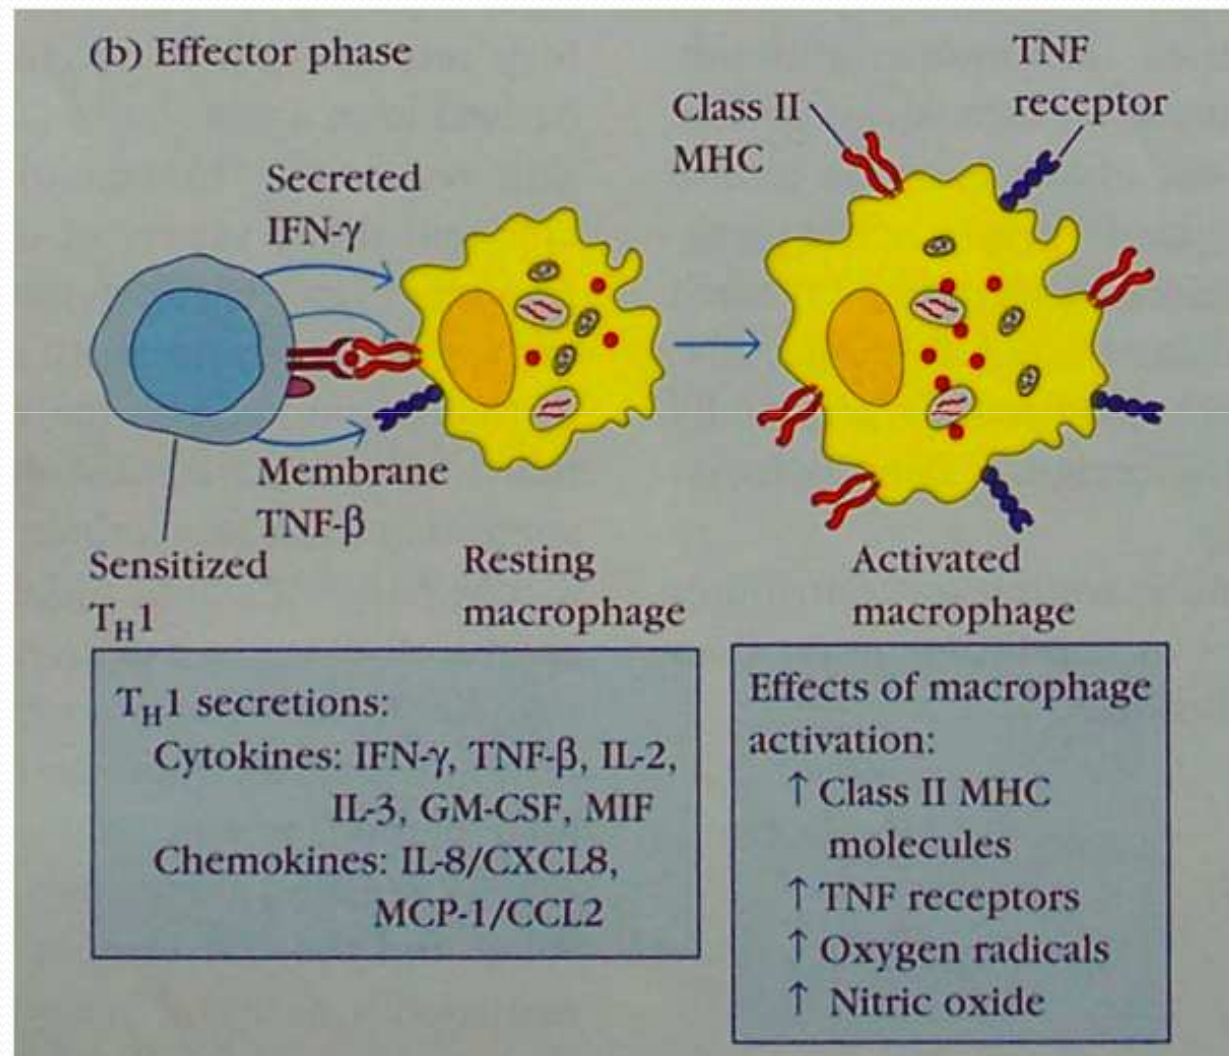 (b) Effector phase
TNF
receptor
Class II
MHC
Secreted
IFN-γ
Membrane
TNF-β
Sensitized
T_H1
Resting
macrophage
Activated
macrophage
T_H1 secretions:
Cytokines: IFN-γ, TNF-β, IL-2,
IL-3, GM-CSF, MIF
Chemokines: IL-8/CXCL8,
MCP-1/CCL2
Effects of macrophage
activation:
↑ Class II MHC
molecules
↑ TNF receptors
↑ Oxygen radicals
↑ Nitric oxide